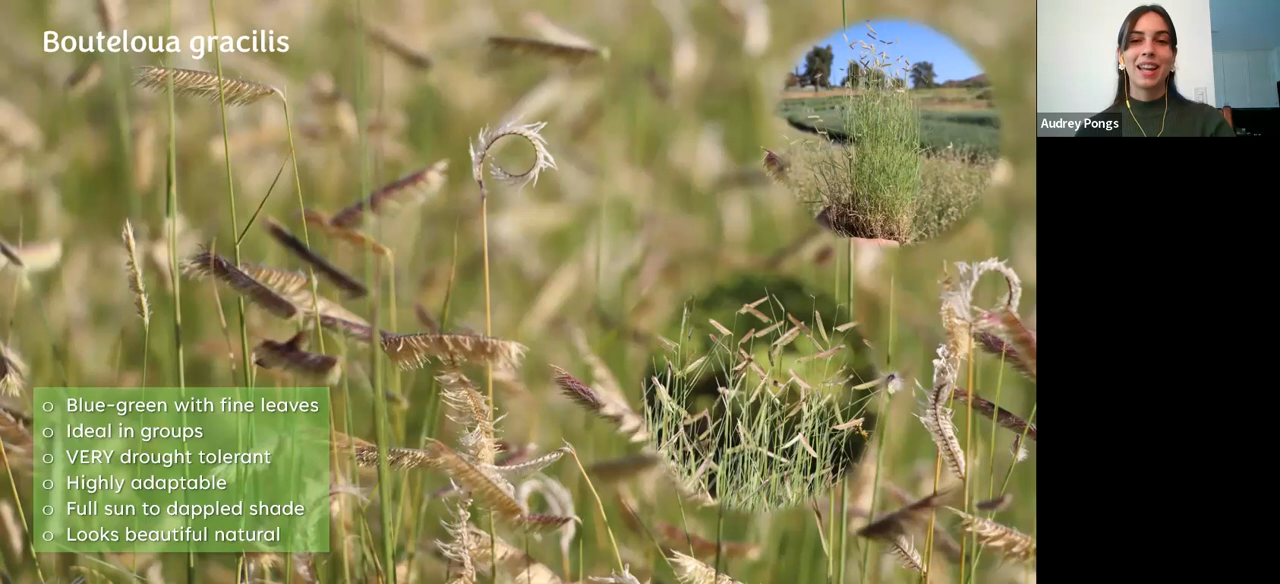 Bouteloua gracilis
Audrey Pongs
o Blue-green with fine leaves
o Ideal in groups
o VERY drought tolerant
o Highly adaptable
o Full sun to dappled shade
o Looks beautiful natural